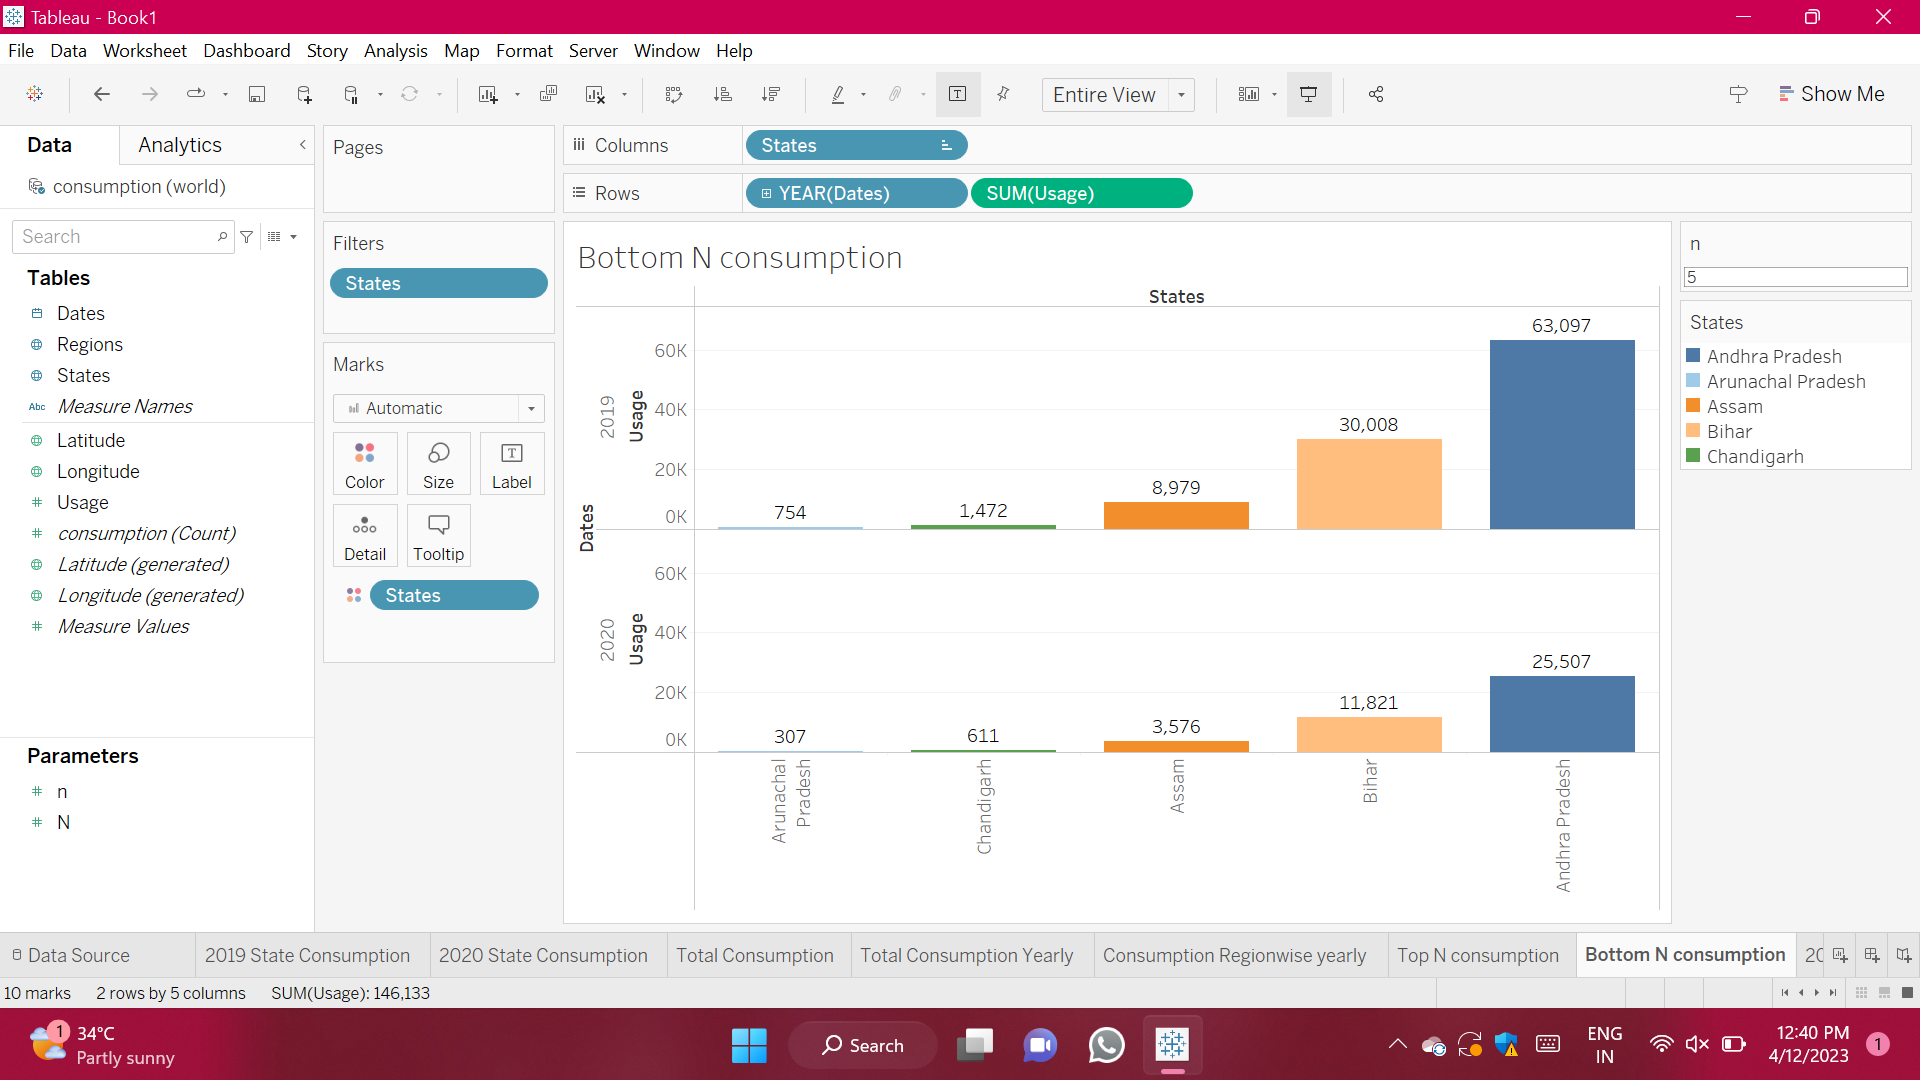 Tableau - Book1
File Data Worksheet Dashboard Story Analysis Map Format Server Window Help
Entire View
Show Me
Data
Analytics
consumption (world)
Search
Tables
Dates
Regions
States
Abc Measure Names
Latitude
Longitude
Usage
consumption (Count)
Latitude (generated)
Longitude (generated)
Measure Values
Parameters
n
N
Pages
Filters
States
Marks
Automatic
Color
Size
Label
Detail
Tooltip
States
Columns
States
Rows
YEAR(Dates)
SUM(Usage)
Bottom N consumption
States
Dates
2019
Usage
60K
40K
20K
0K
754
1,472
8,979
30,008
63,097
2020
Usage
60K
40K
20K
0K
307
611
3,576
11,821
25,507
Arunachal
Pradesh
Chandigarh
Assam
Bihar
Andhra Pradesh
n
5
States
Andhra Pradesh
Arunachal Pradesh
Assam
Bihar
Chandigarh
Data Source
2019 State Consumption
2020 State Consumption
Total Consumption
Total Consumption Yearly
Consumption Regionwise yearly
Top N consumption
Bottom N consumption
10 marks
2 rows by 5 columns
SUM(Usage): 146,133
1
34°C
Partly sunny
Search
ENG
IN
12:40 PM
4/12/2023
1